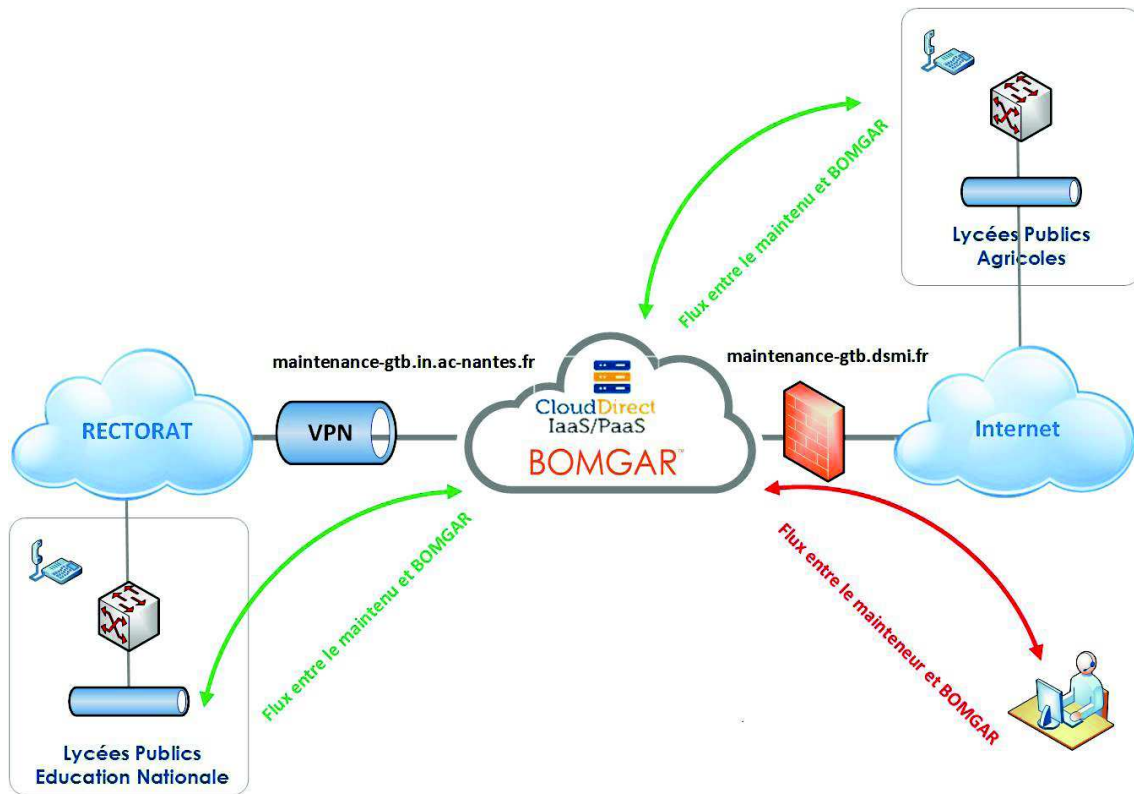 Flux entre le maintenu et BOMGAR
Lycées Publics
Agricoles
maintenance-gtb.in.ac-nantes.fr
maintenance-gtb.dsmi.fr
RECTORAT
VPN
CloudDirect
IaaS/PaaS
BOMGAR™
Internet
Flux entre le maintenu et BOMGAR
Flux entre le mainteneur et BOMGAR
Lycées Publics
Education Nationale